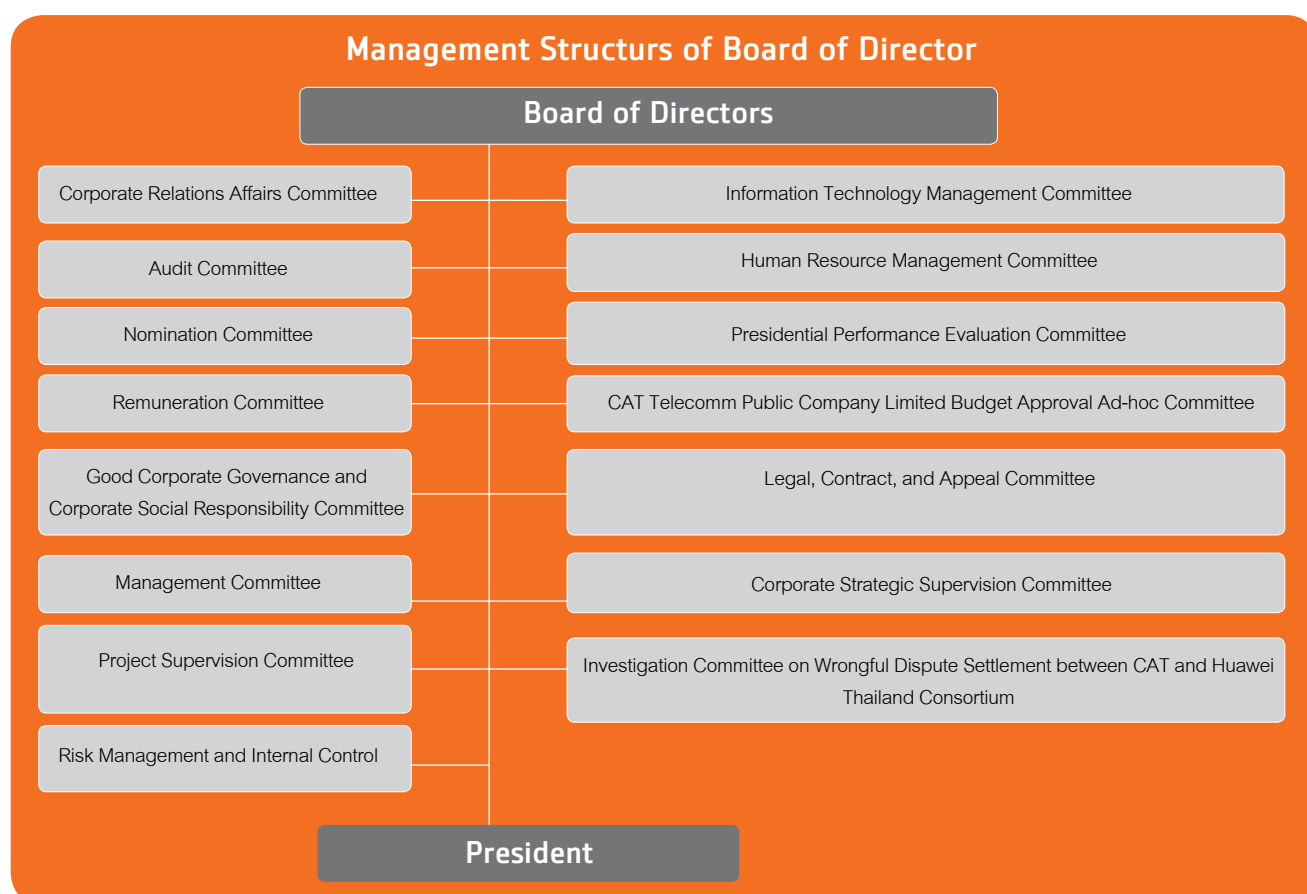 Management Structurs of Board of Director
Board of Directors
Corporate Relations Affairs Committee
Information Technology Management Committee
Audit Committee
Human Resource Management Committee
Nomination Committee
Presidential Performance Evaluation Committee
Remuneration Committee
CAT Telecomm Public Company Limited Budget Approval Ad-hoc Committee
Good Corporate Governance and
Corporate Social Responsibility Committee
Legal, Contract, and Appeal Committee
Management Committee
Corporate Strategic Supervision Committee
Project Supervision Committee
Investigation Committee on Wrongful Dispute Settlement between CAT and Huawei
Thailand Consortium
Risk Management and Internal Control
President